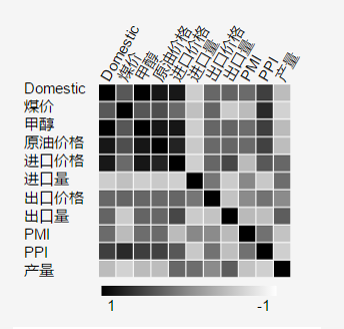 Domestic
煤价
甲醇
原油价格
进口价格
进口量
出口价格
出口量
PMI
PPI
产量
Domestic
煤价
甲醇
原油价格
进口价格
进口量
出口价格
出口量
PMI
PPI
产量
1 -1